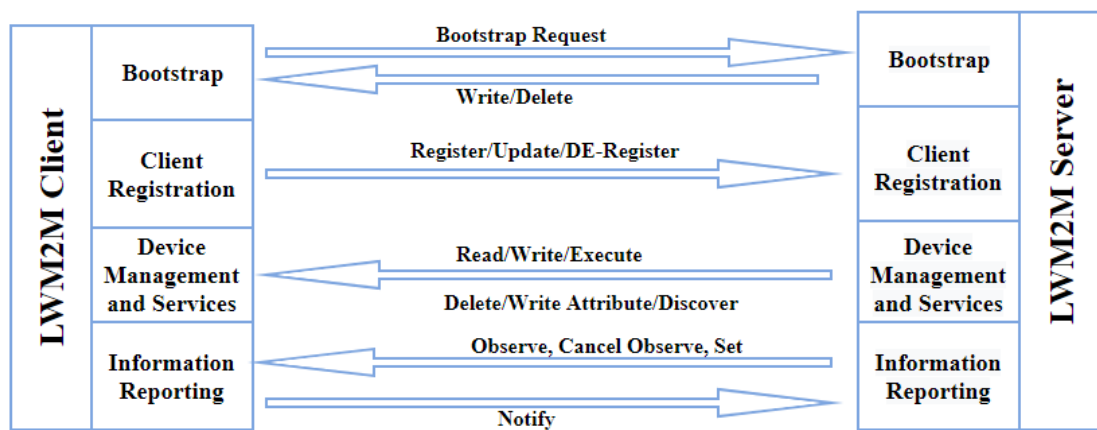 LWM2M Client
Bootstrap
Client
Registration
Device
Management
and Services
Information
Reporting
Bootstrap Request
Write/Delete
Register/Update/DE-Register
Read/Write/Execute
Delete/Write Attribute/Discover
Observe, Cancel Observe, Set
Notify
Bootstrap
Client
Registration
Device
Management
and Services
Information
Reporting
LWM2M Server